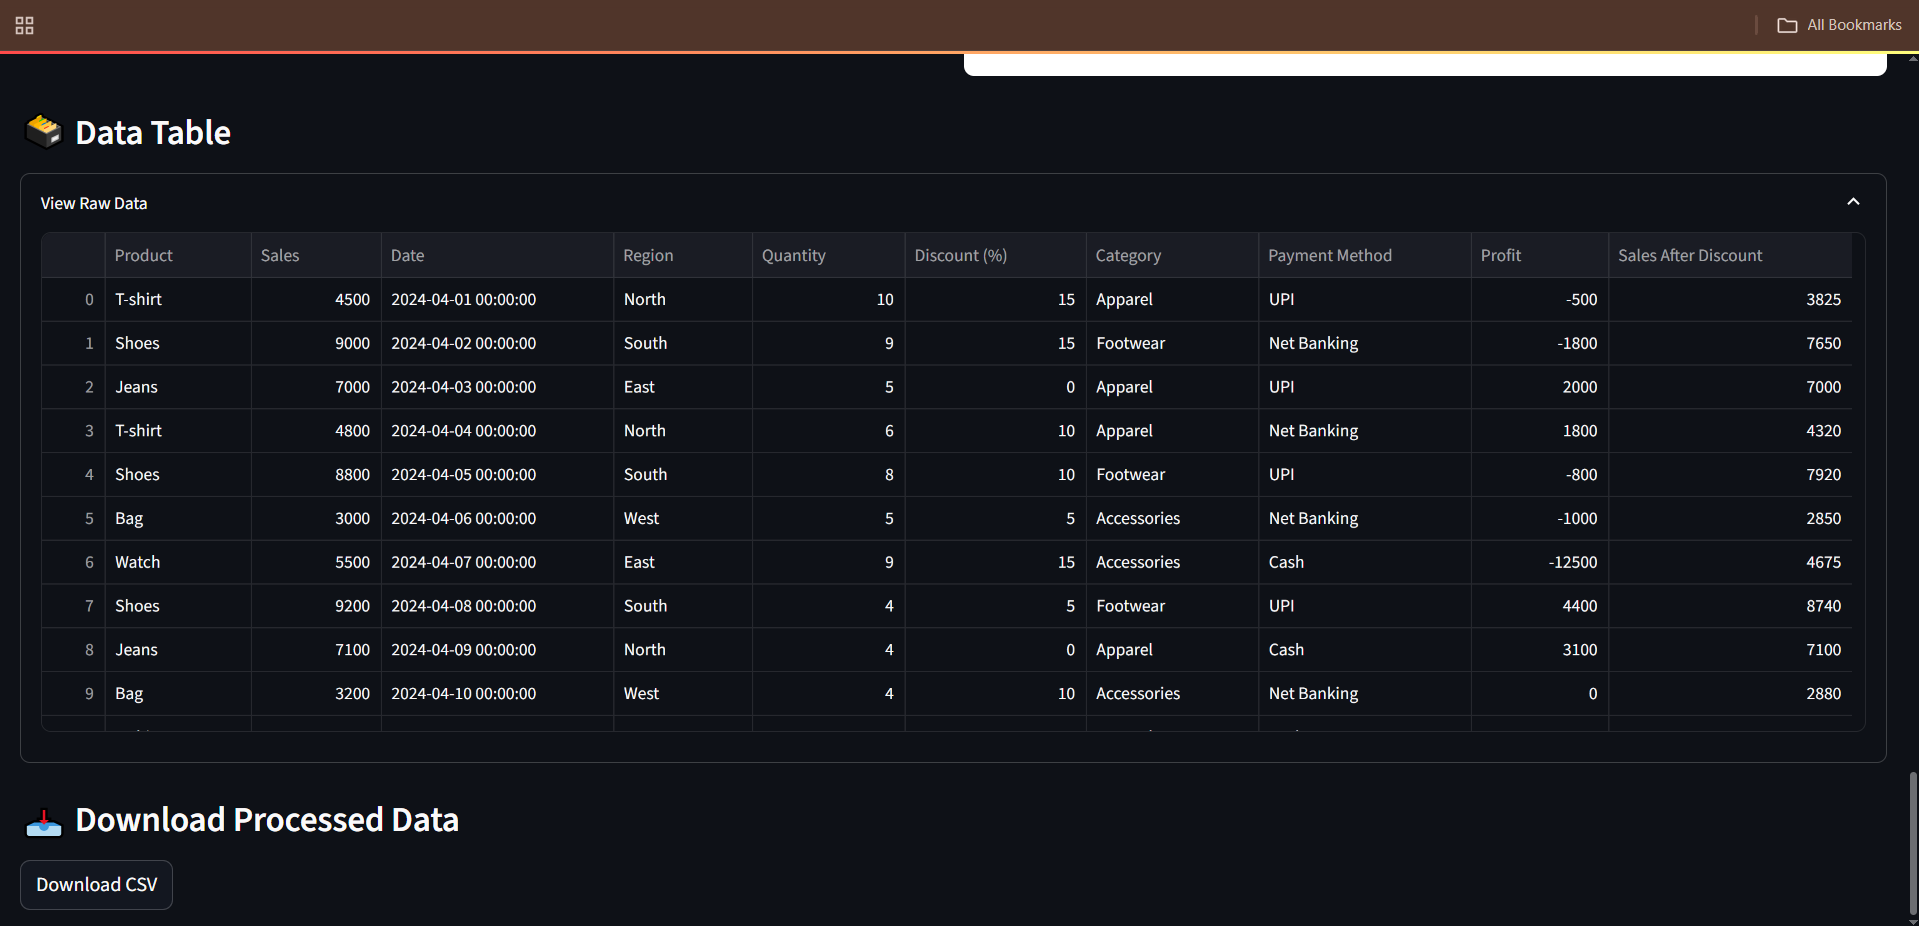 All Bookmarks
Data Table
View Raw Data
Product Sales Date Region Quantity Discount (%) Category Payment Method Profit Sales After Discount
0 T-shirt 4500 2024-04-01 00:00:00 North 10 15 Apparel UPI -500 3825
1 Shoes 9000 2024-04-02 00:00:00 South 9 15 Footwear Net Banking -1800 7650
2 Jeans 7000 2024-04-03 00:00:00 East 5 0 Apparel UPI 2000 7000
3 T-shirt 4800 2024-04-04 00:00:00 North 6 10 Apparel Net Banking 1800 4320
4 Shoes 8800 2024-04-05 00:00:00 South 8 10 Footwear UPI -800 7920
5 Bag 3000 2024-04-06 00:00:00 West 5 5 Accessories Net Banking -1000 2850
6 Watch 5500 2024-04-07 00:00:00 East 9 15 Accessories Cash -12500 4675
7 Shoes 9200 2024-04-08 00:00:00 South 4 5 Footwear UPI 4400 8740
8 Jeans 7100 2024-04-09 00:00:00 North 4 0 Apparel Cash 3100 7100
9 Bag 3200 2024-04-10 00:00:00 West 4 10 Accessories Net Banking 0 2880
Download Processed Data
Download CSV